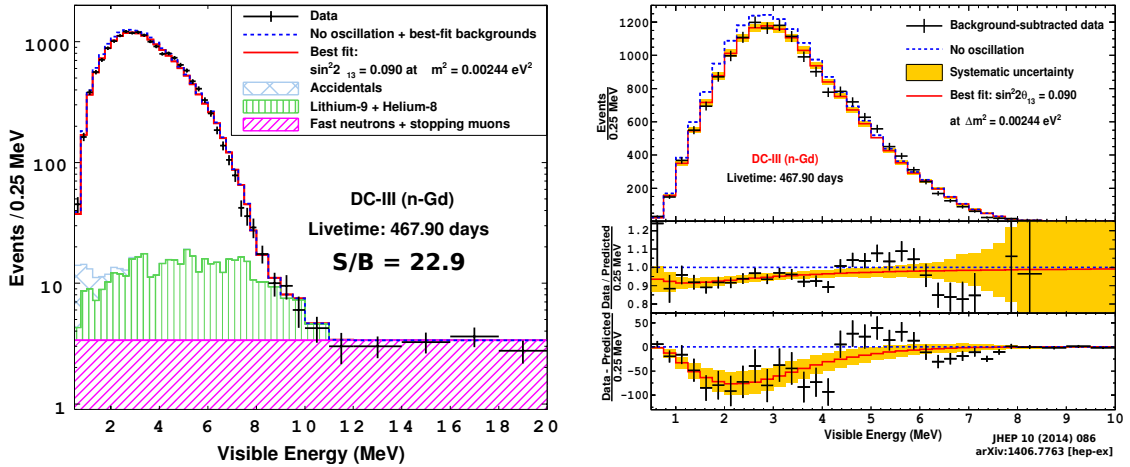 Data
No oscillation + best-fit backgrounds
Best fit:
sin²2 ₁₃ = 0.090 at m² = 0.00244 eV²
Accidentals
Lithium-9 + Helium-8
Fast neutrons + stopping muons
DC-III (n-Gd)
Livetime: 467.90 days
S/B = 22.9
Events / 0.25 MeV
1000
100
10
1
2 4 6 8 10 12 14 16 18 20
Visible Energy (MeV)
Background-subtracted data
No oscillation
Systematic uncertainty
Best fit: sin²2θ₁₃ = 0.090
at Δm² = 0.00244 eV²
DC-III (n-Gd)
Livetime: 467.90 days
Events
0.25 MeV
1200
1000
800
600
400
200
Data / Predicted
0.25 MeV
1.2
1.1
1.0
0.9
0.8
Data - Predicted
0.25 MeV
50
0
-50
-100
1 2 3 4 5 6 7 8 9 10
Visible Energy (MeV)
JHEP 10 (2014) 086
arXiv:1406.7763 [hep-ex]